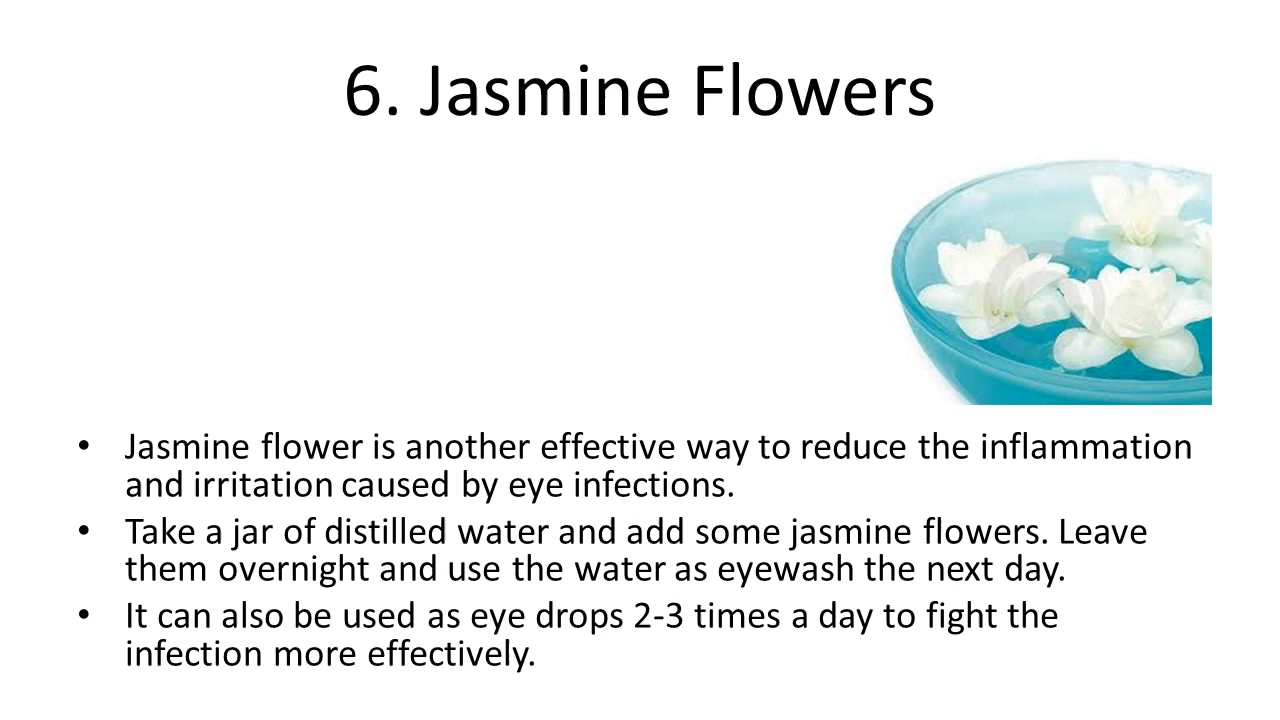 6. Jasmine Flowers
• Jasmine flower is another effective way to reduce the inflammation
and irritation caused by eye infections.
• Take a jar of distilled water and add some jasmine flowers. Leave
them overnight and use the water as eyewash the next day.
• It can also be used as eye drops 2-3 times a day to fight the
infection more effectively.